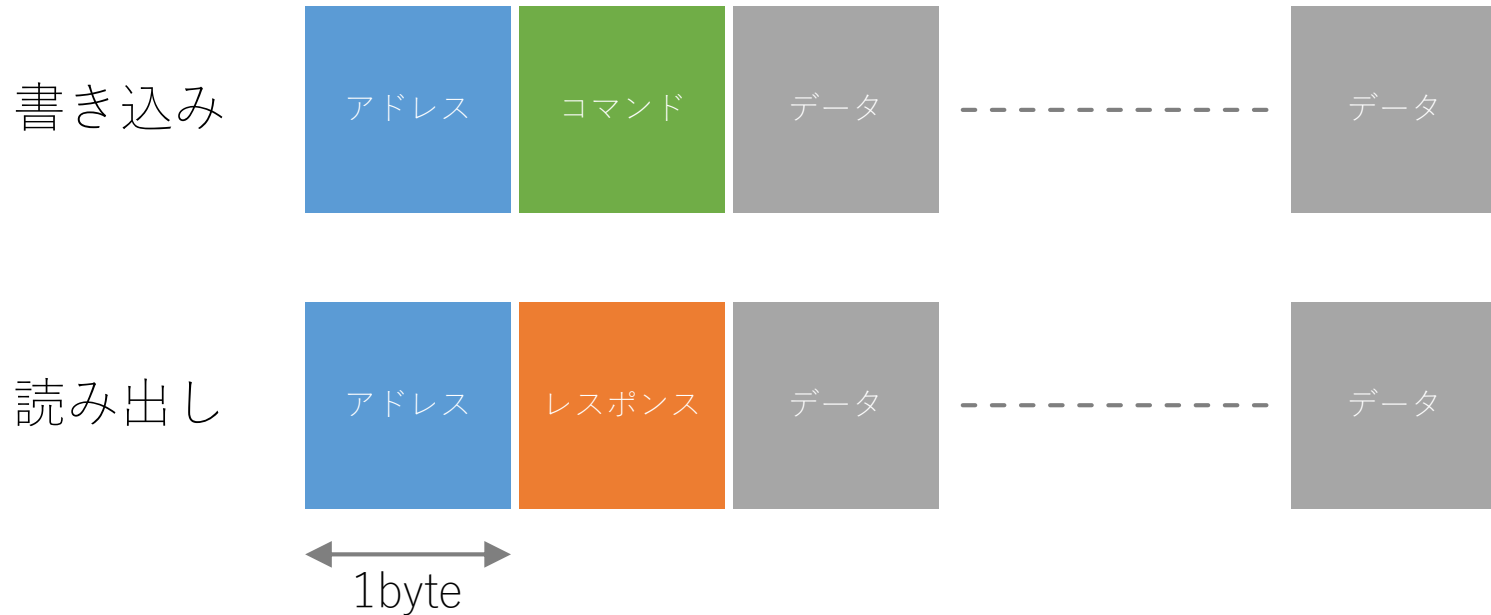 書き込み
アドレス
コマンド
データ
データ
読み出し
アドレス
レスポンス
データ
データ
1byte